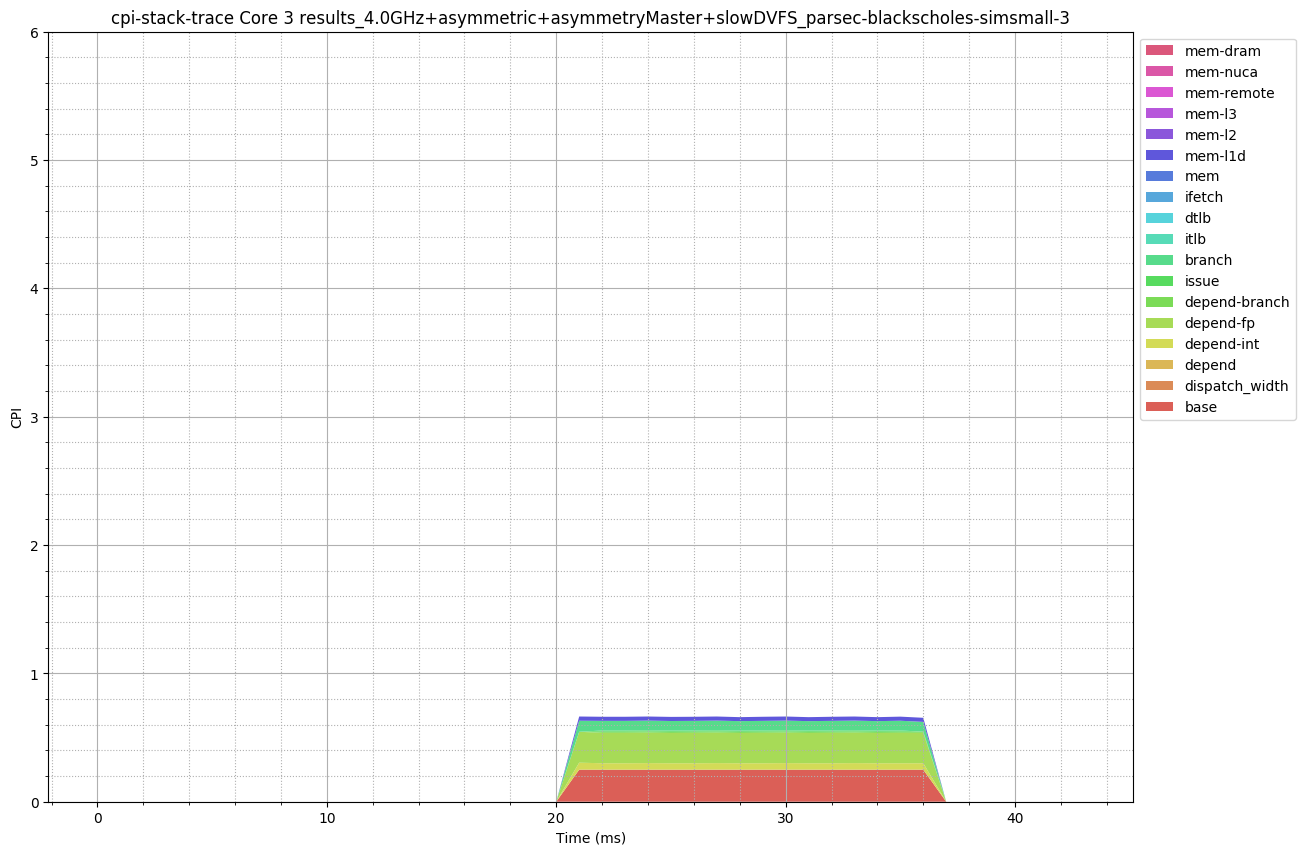 cpi-stack-trace Core 3 results_4.0GHz+asymmetric+asymmetryMaster+slowDVFS_parsec-blackscholes-simsmall-3
6
5
4
3
2
1
0
CPI
0 10 20 30 40
Time (ms)
mem-dram
mem-nuca
mem-remote
mem-l3
mem-l2
mem-l1d
mem
ifetch
dtlb
itlb
branch
issue
depend-branch
depend-fp
depend-int
depend
dispatch_width
base